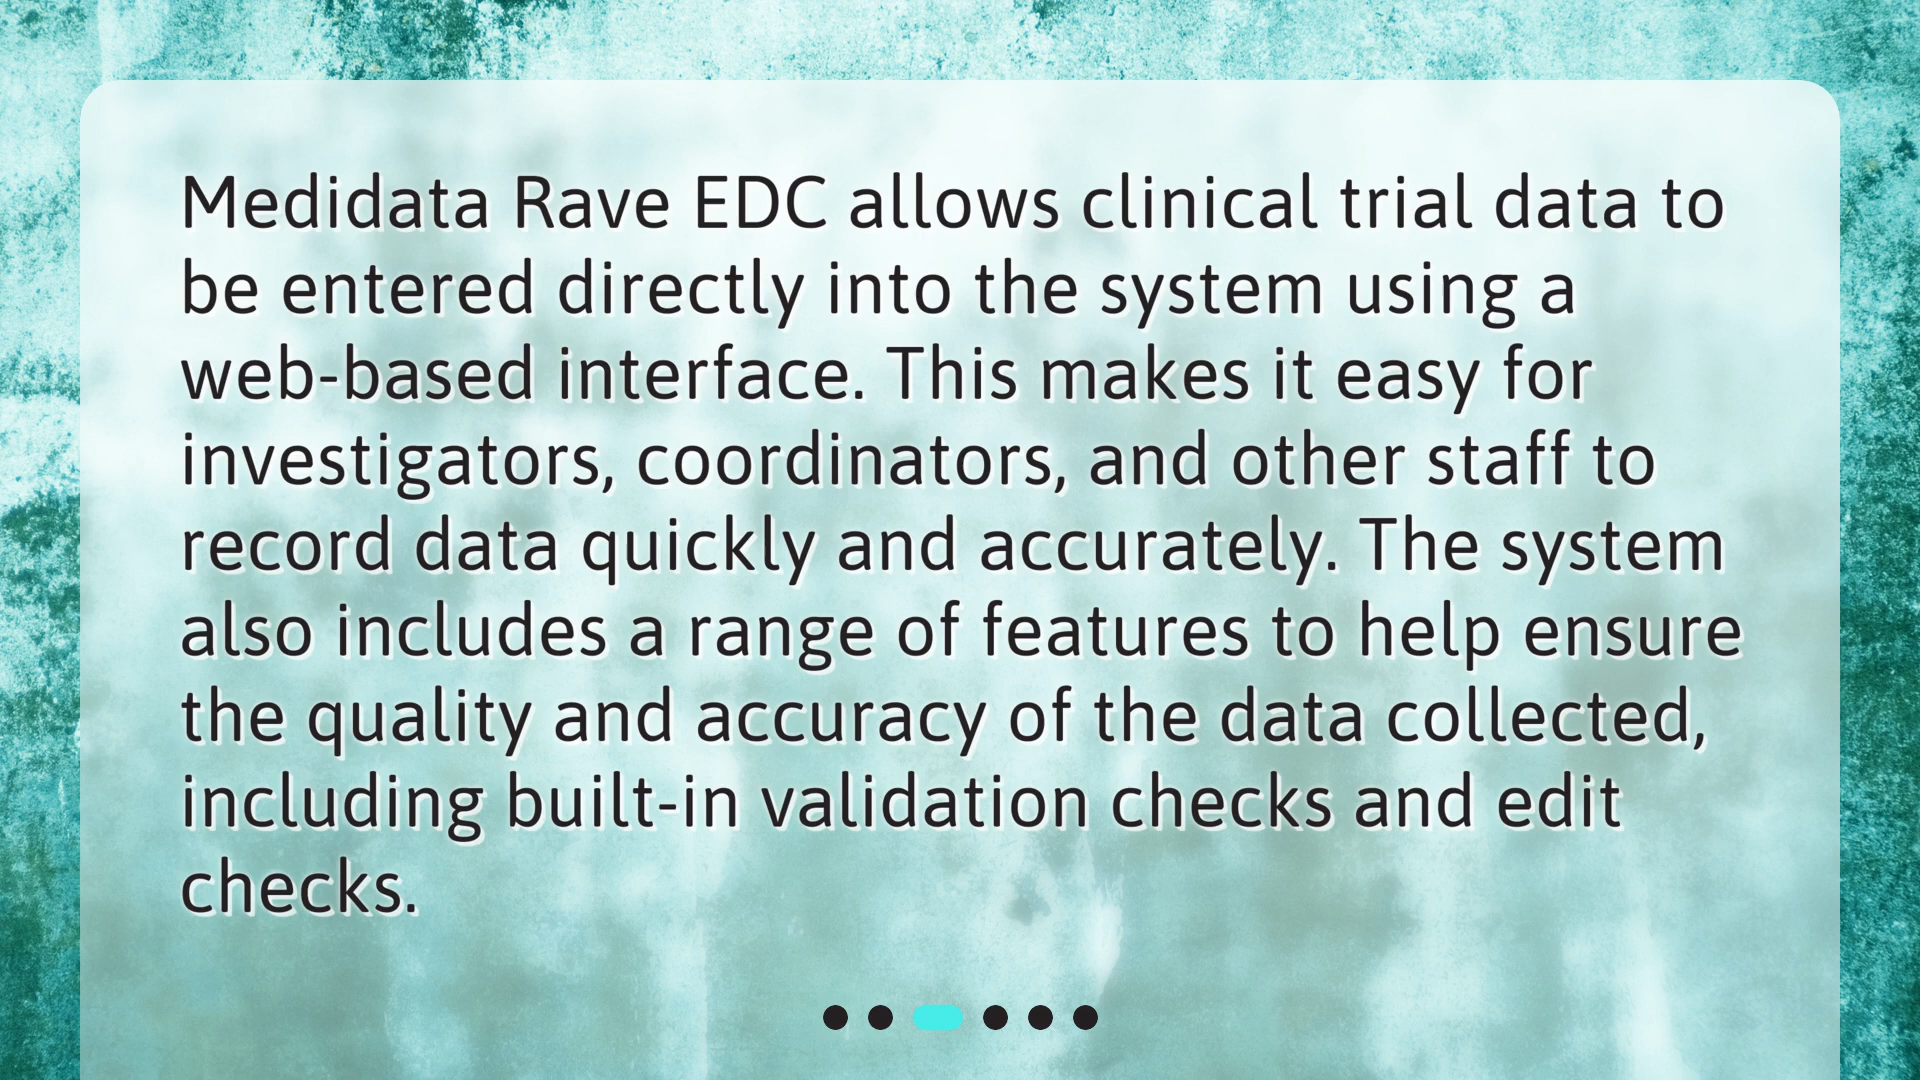 Medidata Rave EDC allows clinical trial data to
be entered directly into the system using a
web-based interface. This makes it easy for
investigators, coordinators, and other staff to
record data quickly and accurately. The system
also includes a range of features to help ensure
the quality and accuracy of the data collected,
including built-in validation checks and edit
checks.